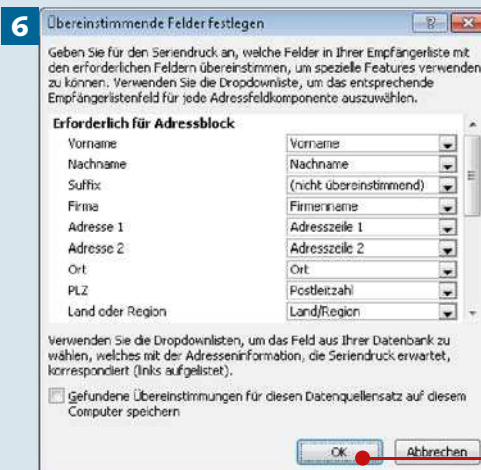 6
Übereinstimmende Felder festlegen
Geben Sie für den Seriendruck an, welche Felder in Ihrer Empfängerliste mit
den erforderlichen Feldern übereinstimmen, um spezielle Features verwenden
zu können. Verwenden Sie die Dropdownliste, um das entsprechende
Empfängerlistenfeld für jede Adressfeldkomponente auszuwählen.
Erforderlich für Adressblock
Vorname Vorname
Nachname Nachname
Suffix (nicht übereinstimmend)
Firma Firmenname
Adresse 1 Adresszeile 1
Adresse 2 Adresszeile 2
Ort Ort
PLZ Postleitzahl
Land oder Region Land/Region
Verwenden Sie die Dropdownlisten, um das Feld aus Ihrer Datenbank zu
wählen, welches mit der Adresseninformation, die Seriendruck erwartet,
korrespondiert (links aufgelistet).
Gefundene Übereinstimmungen für diesen Datenquellensatz auf diesem
Computer speichern
OK Abbrechen